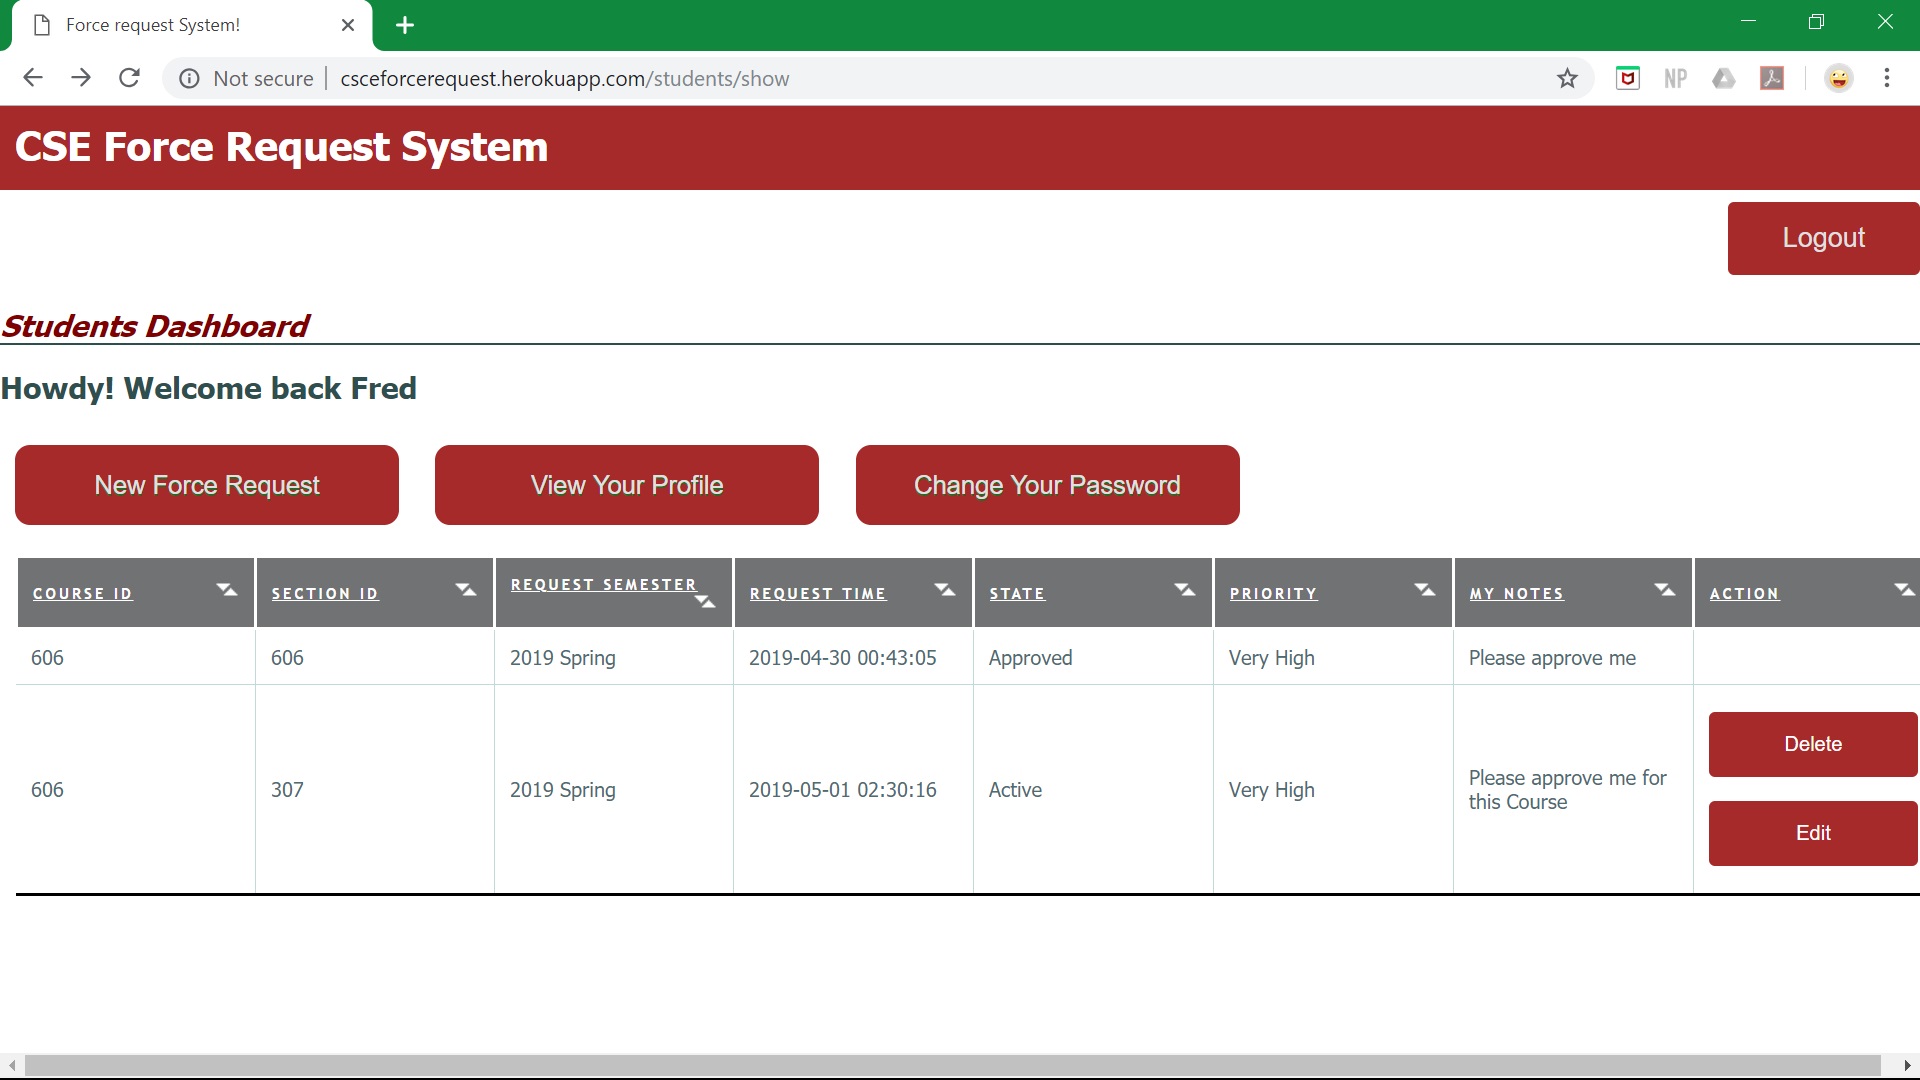 Force request System!
Not secure | csceforcerequest.herokuapp.com/students/show
NP
CSE Force Request System
Logout
Students Dashboard
Howdy! Welcome back Fred
New Force Request
View Your Profile
Change Your Password
COURSE ID SECTION ID REQUEST SEMESTER REQUEST TIME STATE PRIORITY MY NOTES ACTION
606 606 2019 Spring 2019-04-30 00:43:05 Approved Very High Please approve me
606 307 2019 Spring 2019-05-01 02:30:16 Active Very High Please approve me for
this Course
Delete
Edit